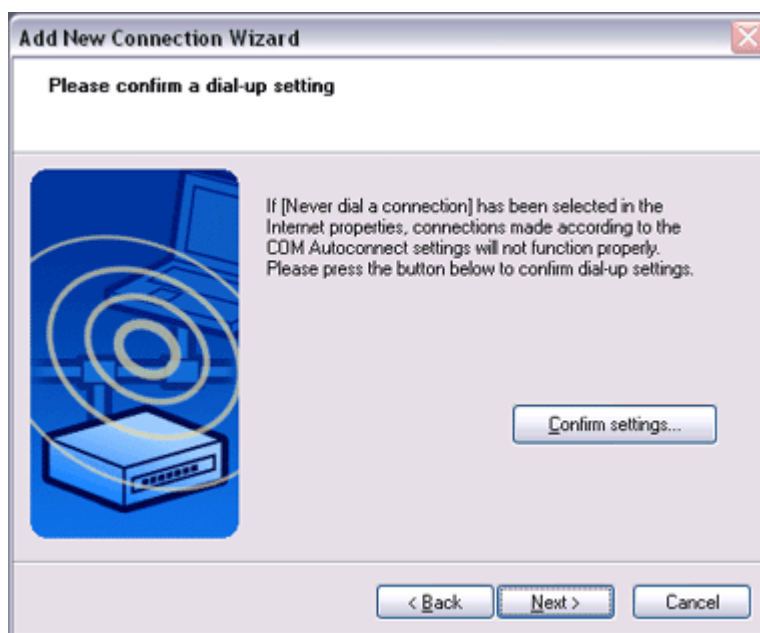 Add New Connection Wizard
Please confirm a dial-up setting
If [Never dial a connection] has been selected in the
Internet properties, connections made according to the
COM Autoconnect settings will not function properly.
Please press the button below to confirm dial-up settings.
Confirm settings...
< Back
Next >
Cancel